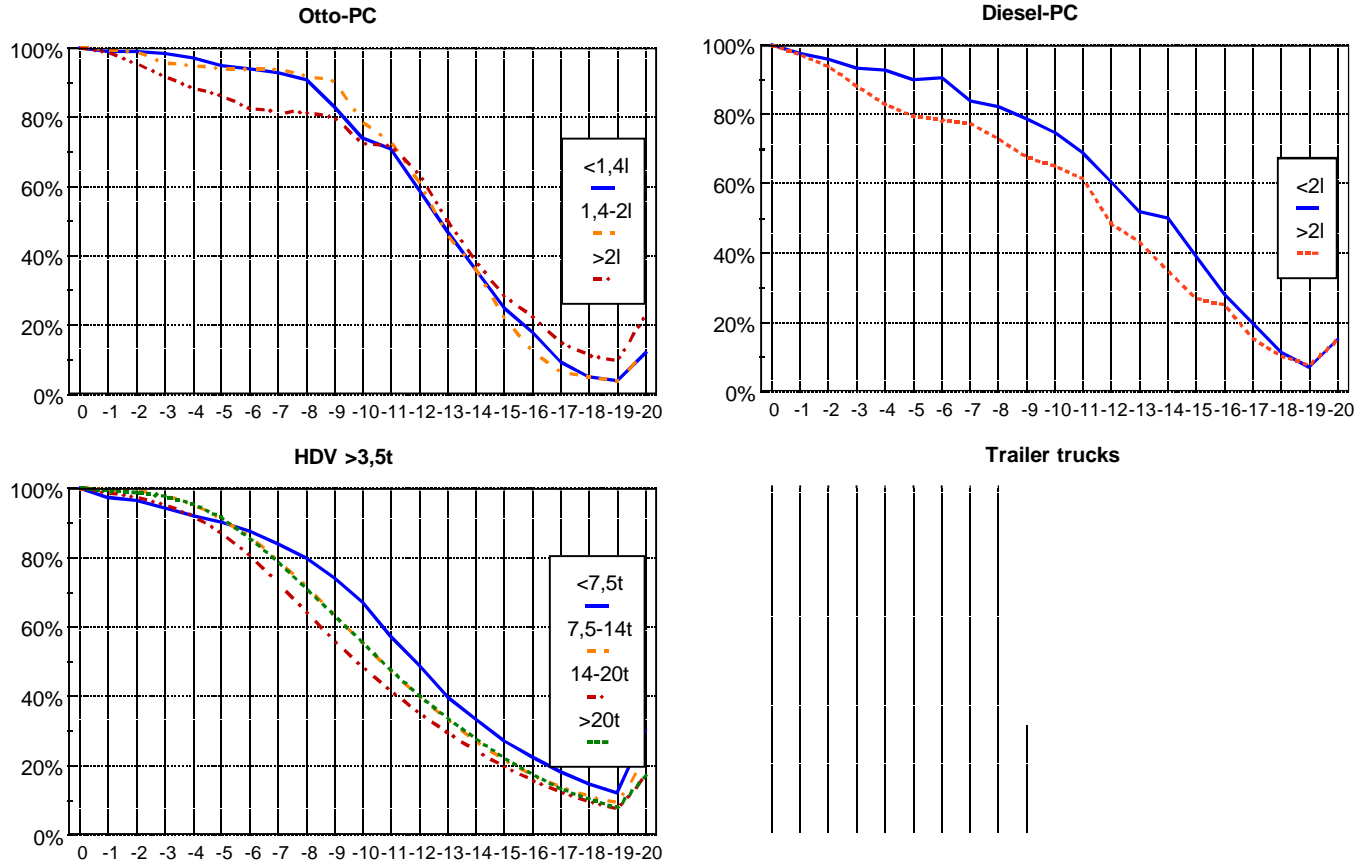 Otto-PC
100%
80%
60%
40%
20%
0%
0 -1 -2 -3 -4 -5 -6 -7 -8 -9 -10 -11 -12 -13 -14 -15 -16 -17 -18 -19 -20
<1,4l
1,4-2l
>2l
Diesel-PC
100%
80%
60%
40%
20%
0%
0 -1 -2 -3 -4 -5 -6 -7 -8 -9 -10 -11 -12 -13 -14 -15 -16 -17 -18 -19 -20
<2l
>2l
HDV >3,5t
100%
80%
60%
40%
20%
0%
0 -1 -2 -3 -4 -5 -6 -7 -8 -9 -10 -11 -12 -13 -14 -15 -16 -17 -18 -19 -20
<7,5t
7,5-14t
14-20t
>20t
Trailer trucks